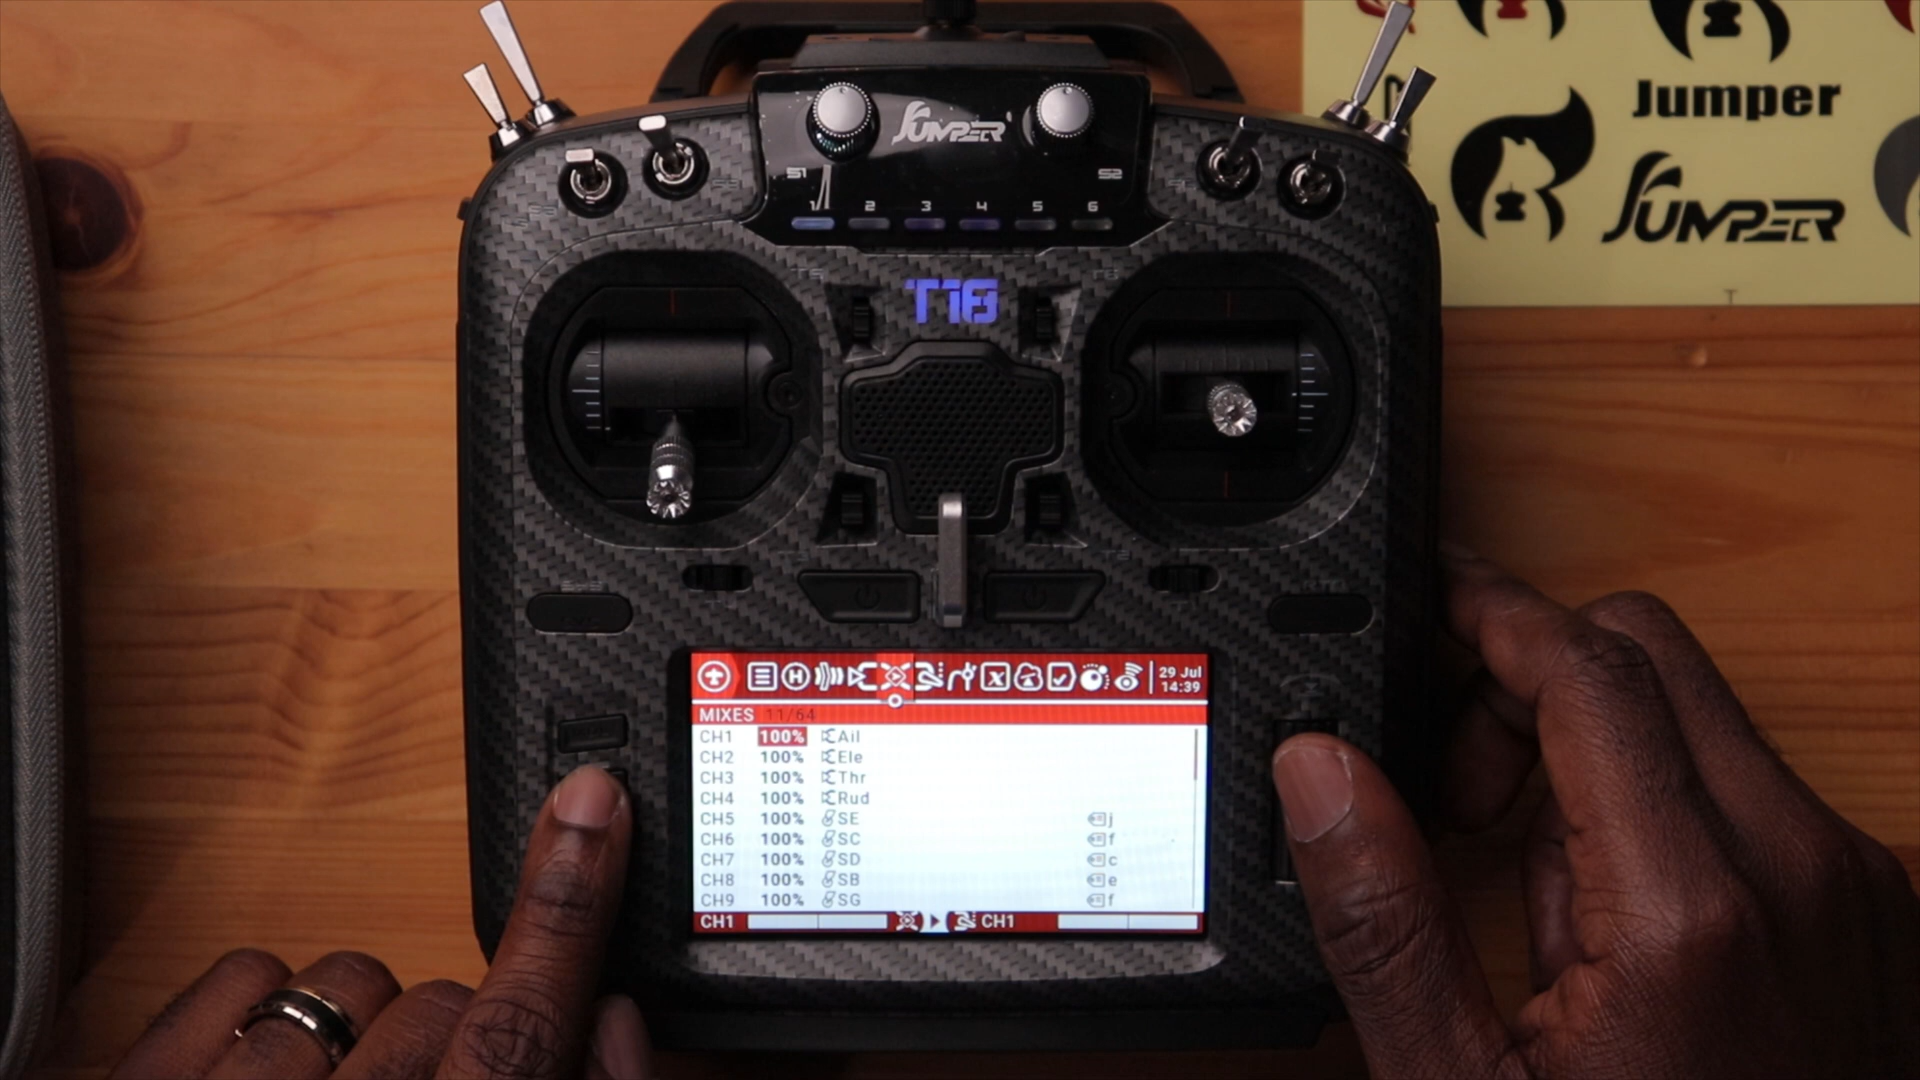 JUMPER
Jumper
JUMPERRC
S1
S2
1 2 3 4 5 6
T18
29 Jul
14:39
MIXES 11/64
CH1 100% Ail
CH2 100% Ele
CH3 100% Thr
CH4 100% Rud
CH5 100% SE j
CH6 100% SC f
CH7 100% SD c
CH8 100% SB e
CH9 100% SG f
CH1 CH1